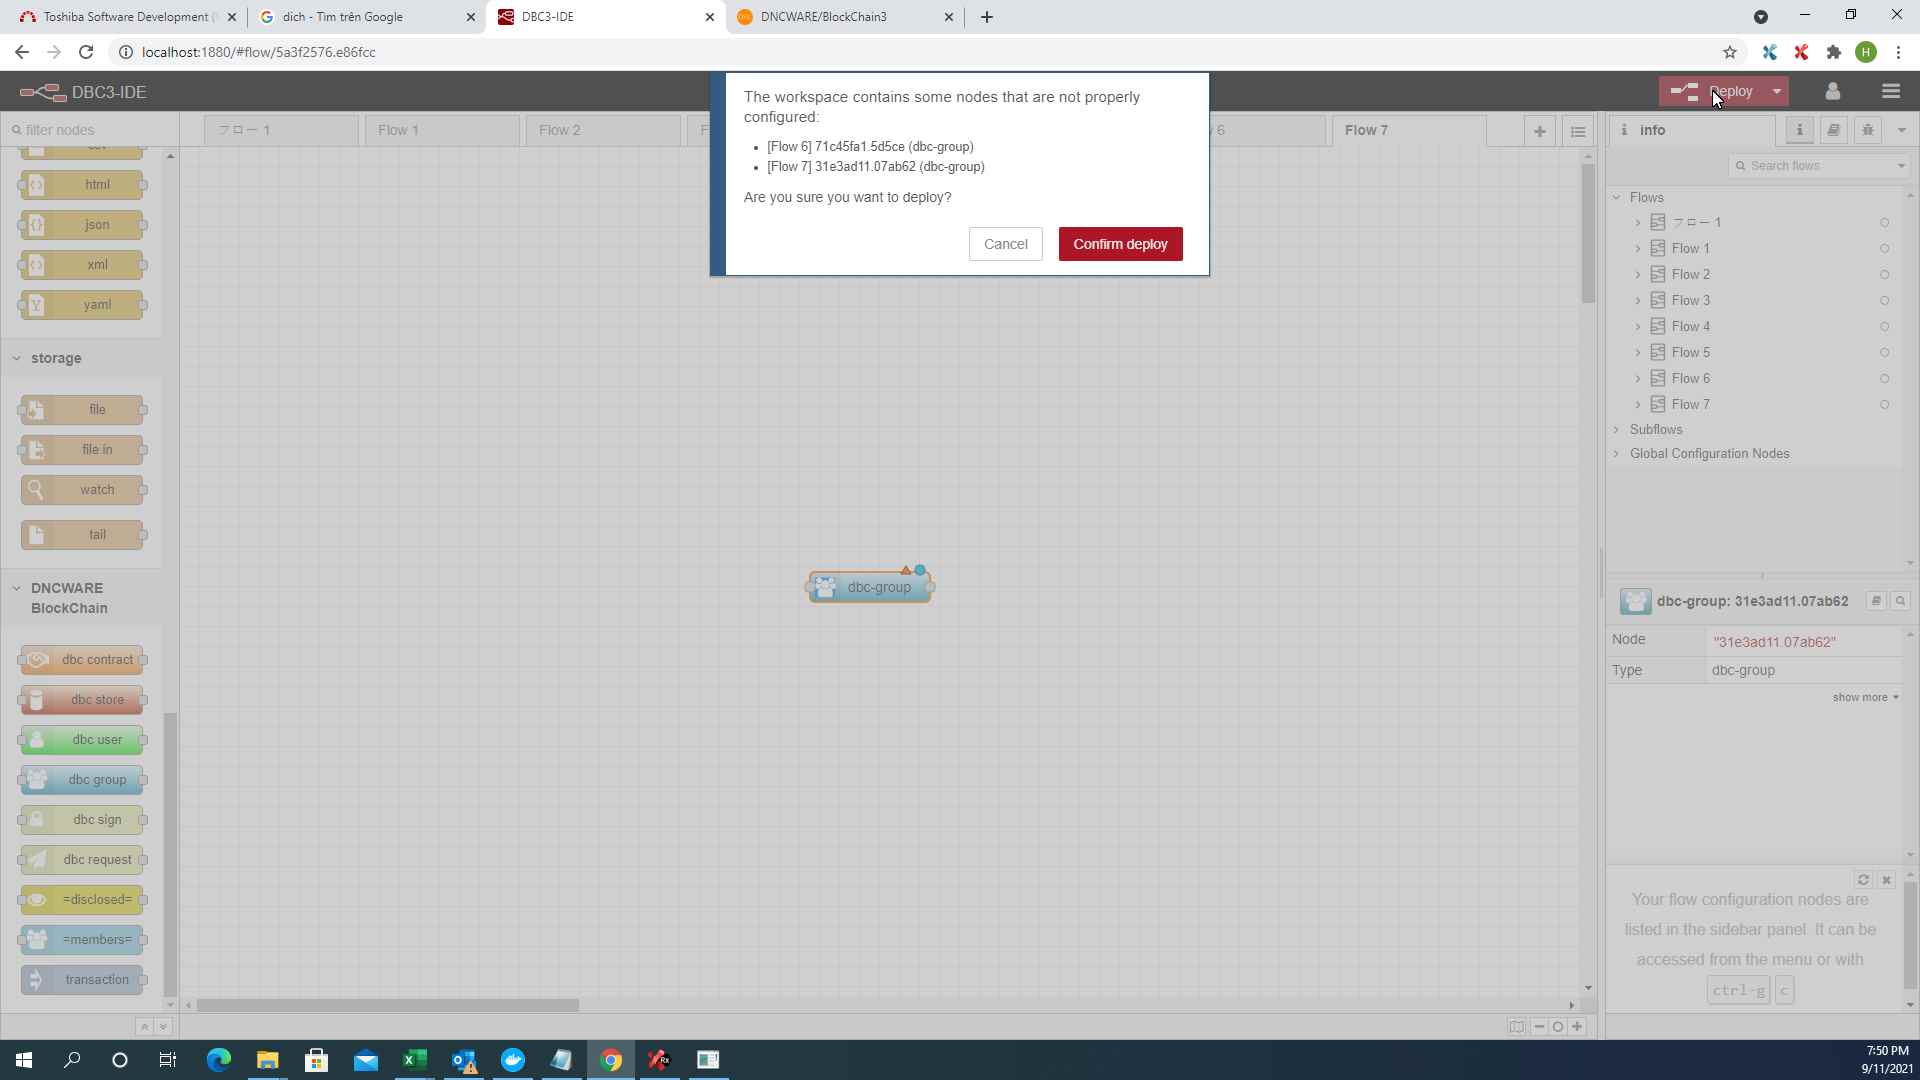 Toshiba Software Development (
dich - Tìm trên Google
DBC3-IDE
DNCWARE/BlockChain3
localhost:1880/#flow/5a3f2576.e86fcc
H
DBC3-IDE
Deploy
filter nodes
フロー 1
Flow 1
Flow 2
F
6
Flow 7
The workspace contains some nodes that are not properly
configured:
[Flow 6] 71c45fa1.5d5ce (dbc-group)
[Flow 7] 31e3ad11.07ab62 (dbc-group)
Are you sure you want to deploy?
Cancel
Confirm deploy
html
json
xml
yaml
storage
file
file in
watch
tail
DNCWARE
BlockChain
dbc contract
dbc store
dbc user
dbc group
dbc sign
dbc request
=disclosed=
=members=
transaction
dbc-group
info
Search flows
Flows
フロー 1
Flow 1
Flow 2
Flow 3
Flow 4
Flow 5
Flow 6
Flow 7
Subflows
Global Configuration Nodes
dbc-group: 31e3ad11.07ab62
Node
"31e3ad11.07ab62"
Type
dbc-group
show more
Your flow configuration nodes are
listed in the sidebar panel. It can be
accessed from the menu or with
ctrl-g c
7:50 PM
9/11/2021